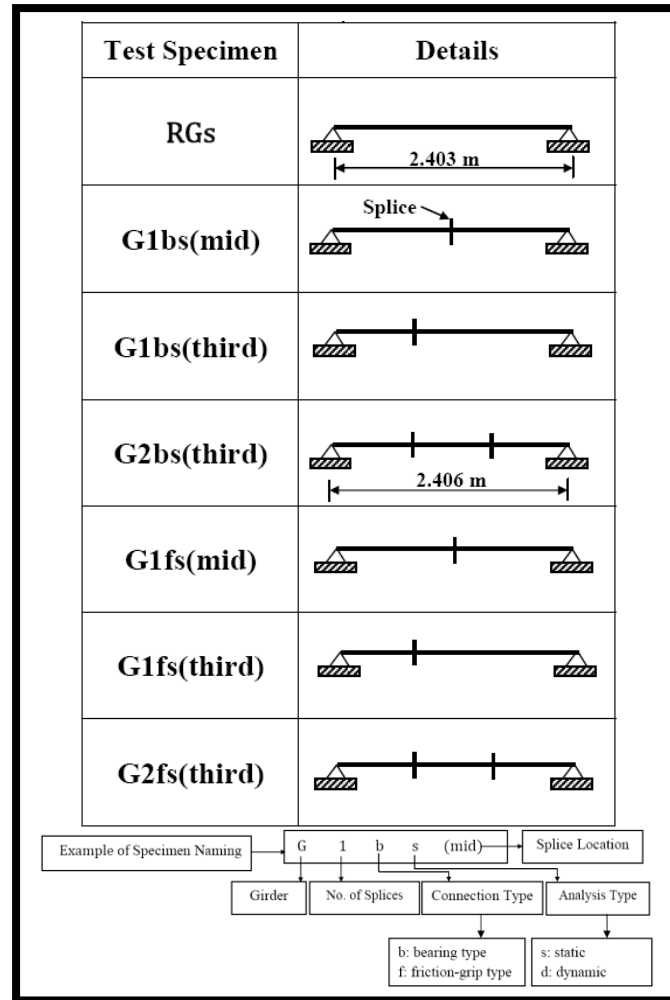 Test Specimen Details
RGs
2.403 m
Splice
G1bs(mid)
G1bs(third)
G2bs(third)
2.406 m
G1fs(mid)
G1fs(third)
G2fs(third)
Example of Specimen Naming
G 1 b s (mid)
Splice Location
Girder
No. of Splices
Connection Type
Analysis Type
b: bearing type
f: friction-grip type
s: static
d: dynamic